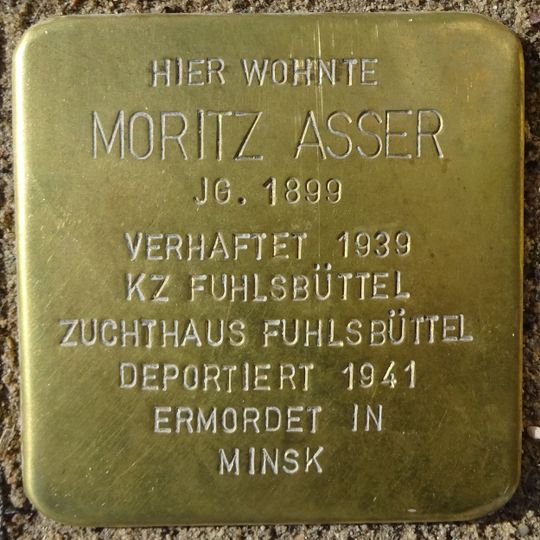 HIER WOHNTE
MORITZ ASSER
JG. 1899
VERHAFTET 1939
KZ FUHLSBÜTTEL
ZUCHTHAUS FUHLSBÜTTEL
DEPORTIERT 1941
ERMORDET IN
MINSK